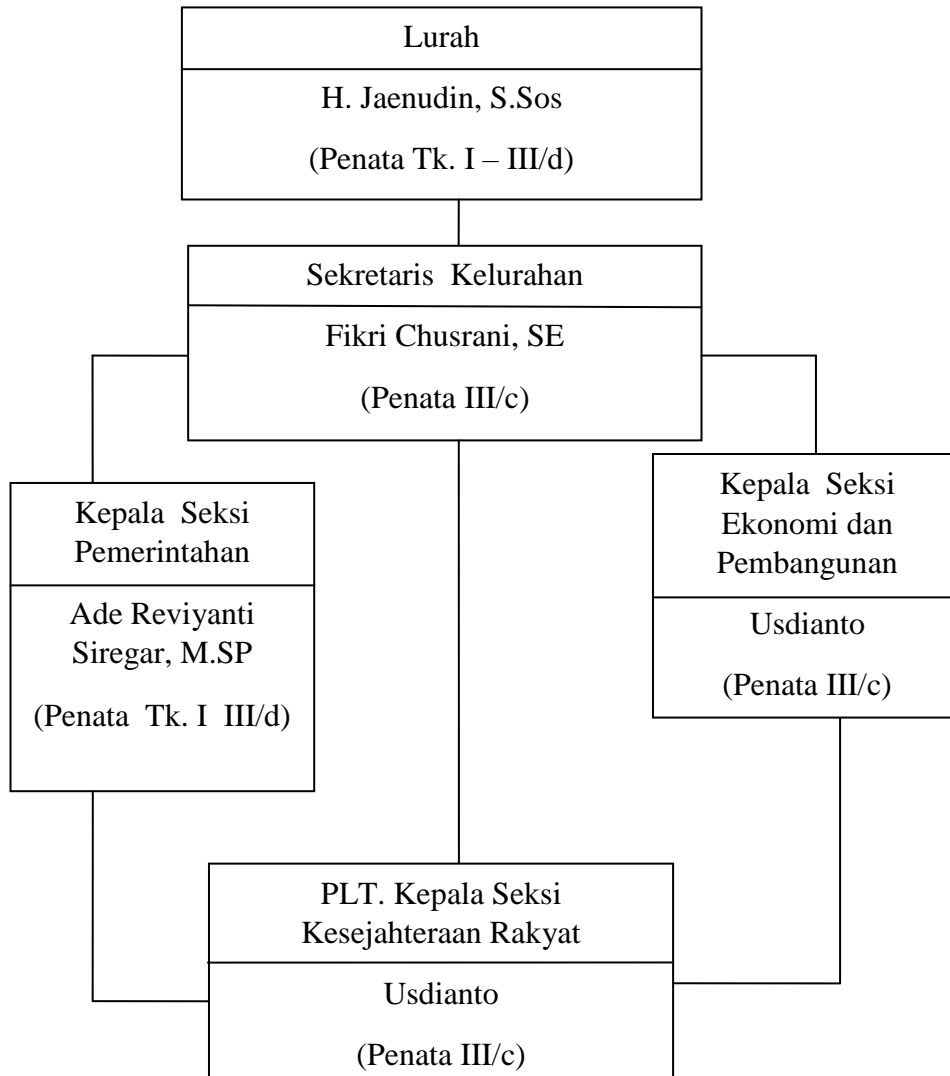 Lurah
H. Jaenudin, S.Sos
(Penata Tk. I – III/d)
Sekretaris Kelurahan
Fikri Chusrani, SE
(Penata III/c)
Kepala Seksi
Pemerintahan
Ade Reviyanti
Siregar, M.SP
(Penata Tk. I III/d)
Kepala Seksi
Ekonomi dan
Pembangunan
Usdianto
(Penata III/c)
PLT. Kepala Seksi
Kesejahteraan Rakyat
Usdianto
(Penata III/c)